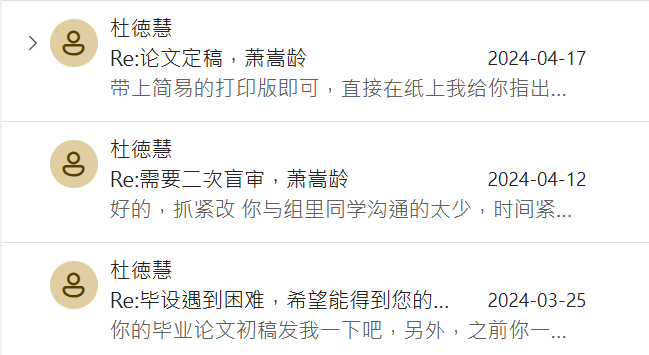 杜德慧
Re:论文定稿，萧嵩龄
2024-04-17
带上简易的打印版即可，直接在纸上我给你指出...
杜德慧
Re:需要二次盲审，萧嵩龄
2024-04-12
好的，抓紧改 你与组里同学沟通的太少，时间紧...
杜德慧
Re:毕设遇到困难，希望能得到您的...
2024-03-25
你的毕业论文初稿发我一下吧，另外，之前你一...